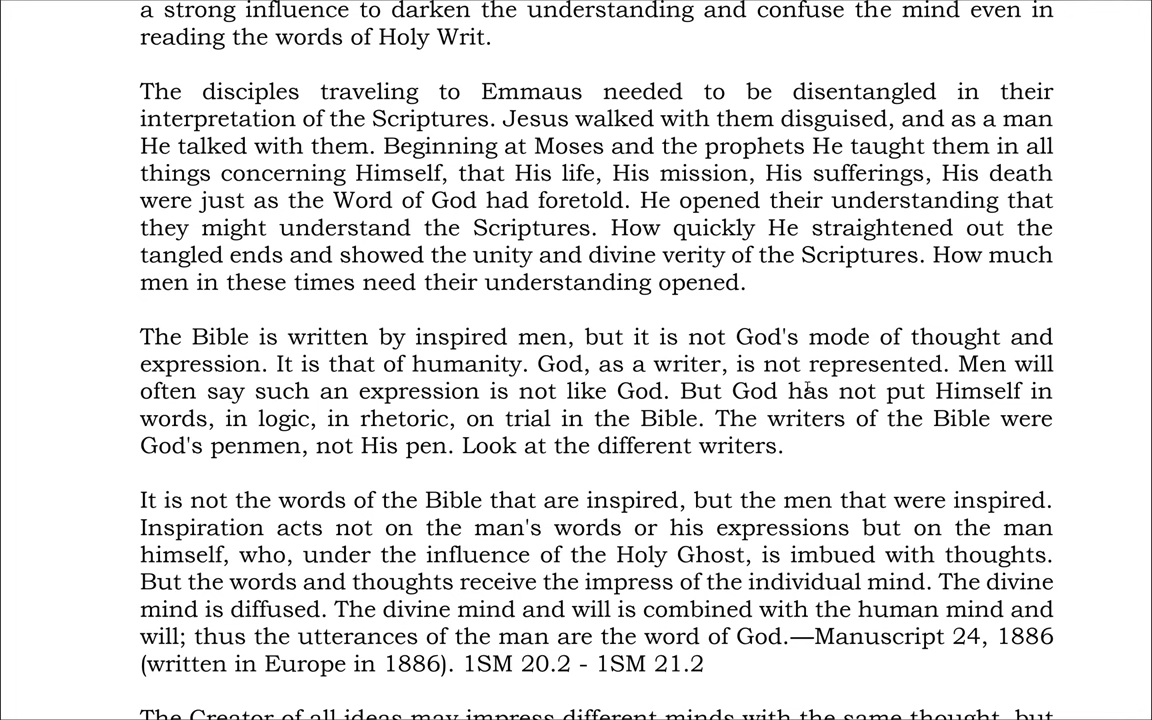 a strong influence to darken the understanding and confuse the mind even in
reading the words of Holy Writ.
The disciples traveling to Emmaus needed to be disentangled in their
interpretation of the Scriptures. Jesus walked with them disguised, and as a man
He talked with them. Beginning at Moses and the prophets He taught them in all
things concerning Himself, that His life, His mission, His sufferings, His death
were just as the Word of God had foretold. He opened their understanding that
they might understand the Scriptures. How quickly He straightened out the
tangled ends and showed the unity and divine verity of the Scriptures. How much
men in these times need their understanding opened.
The Bible is written by inspired men, but it is not God's mode of thought and
expression. It is that of humanity. God, as a writer, is not represented. Men will
often say such an expression is not like God. But God has not put Himself in
words, in logic, in rhetoric, on trial in the Bible. The writers of the Bible were
God's penmen, not His pen. Look at the different writers.
It is not the words of the Bible that are inspired, but the men that were inspired.
Inspiration acts not on the man's words or his expressions but on the man
himself, who, under the influence of the Holy Ghost, is imbued with thoughts.
But the words and thoughts receive the impress of the individual mind. The divine
mind is diffused. The divine mind and will is combined with the human mind and
will; thus the utterances of the man are the word of God.—Manuscript 24, 1886
(written in Europe in 1886). 1SM 20.2 - 1SM 21.2
The Creator of all ideas may impress different minds with the same thought, but